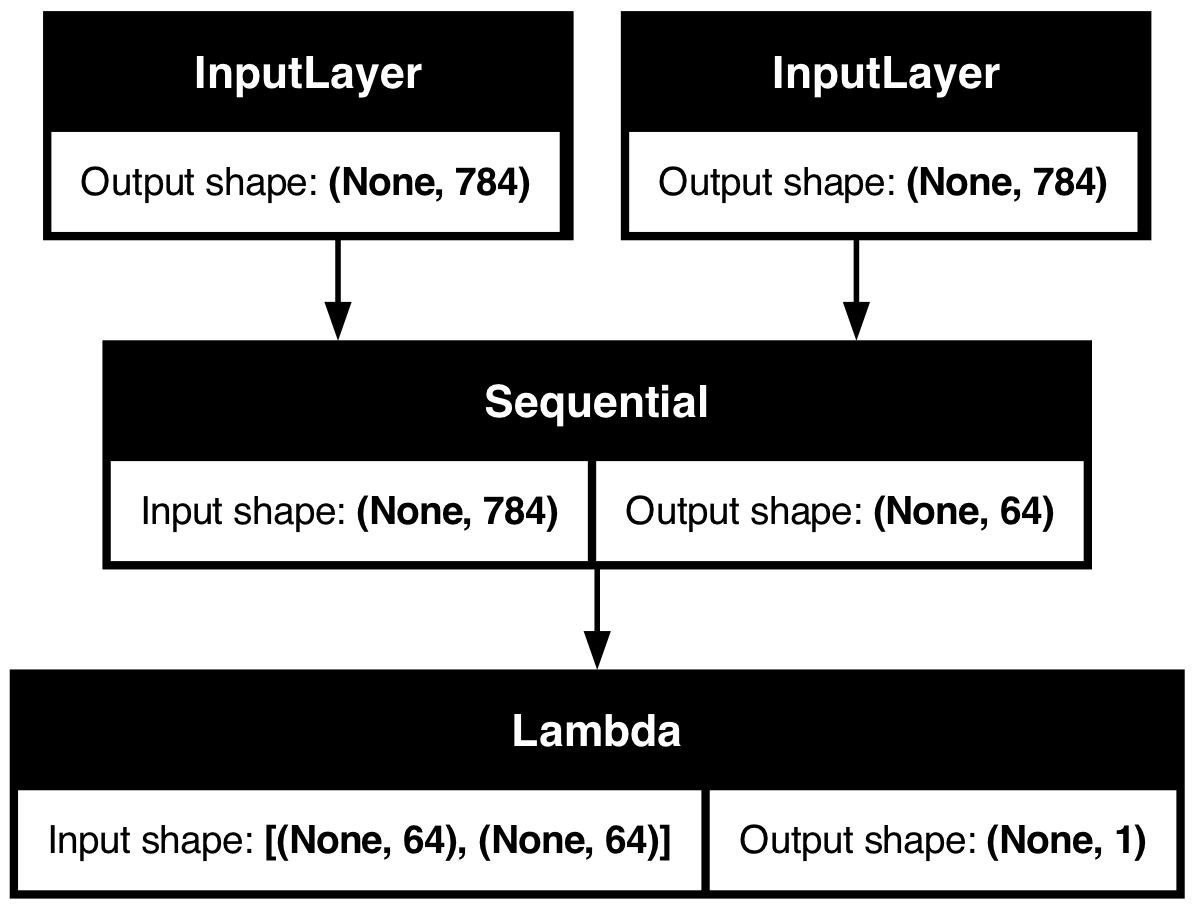 InputLayer
Output shape: (None, 784)
InputLayer
Output shape: (None, 784)
Sequential
Input shape: (None, 784)
Output shape: (None, 64)
Lambda
Input shape: [(None, 64), (None, 64)]
Output shape: (None, 1)